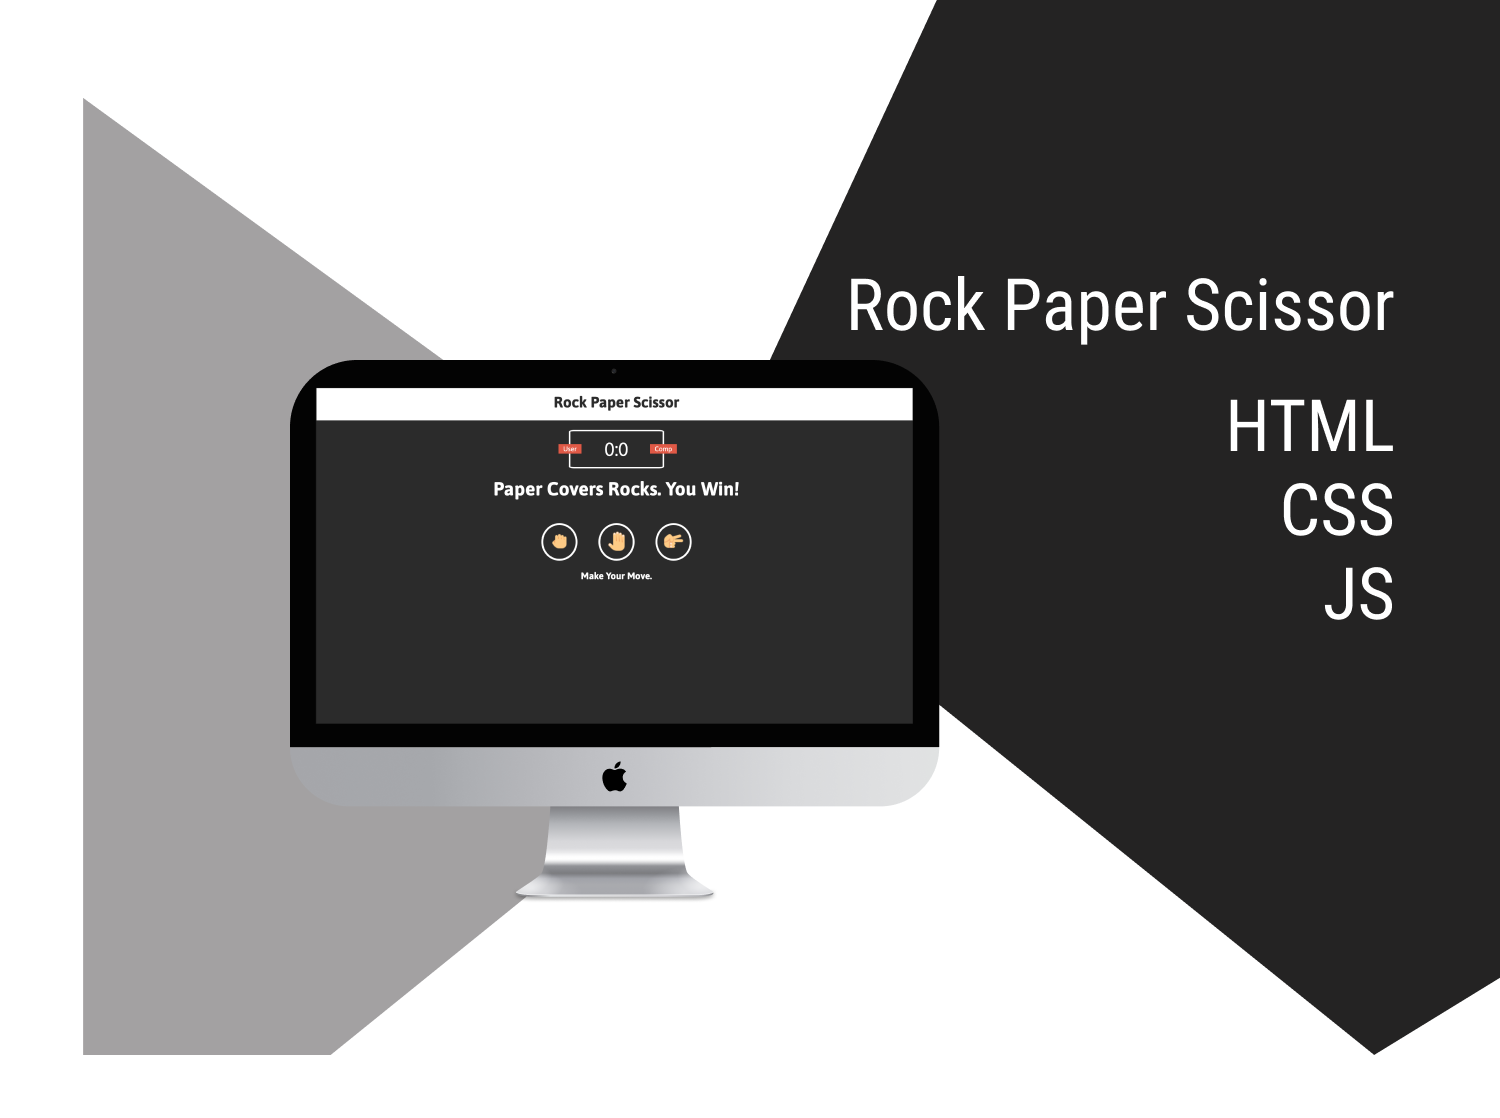 Rock Paper Scissor
HTML
CSS
JS
Rock Paper Scissor
User 0:0 Comp
Paper Covers Rocks. You Win!
Make Your Move.